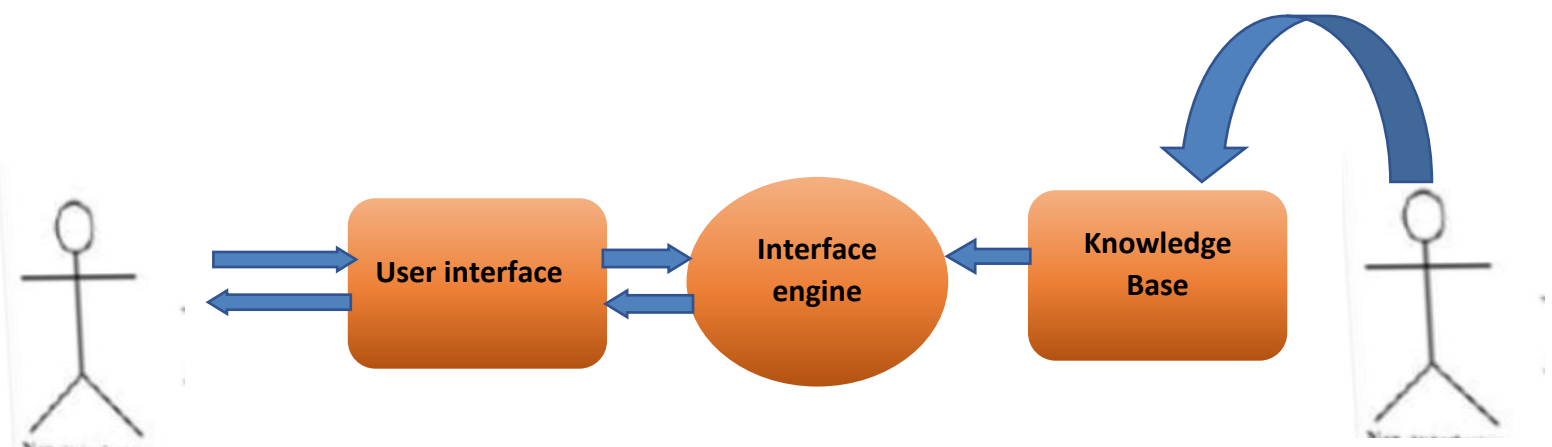 User interface
Interface
engine
Knowledge
Base